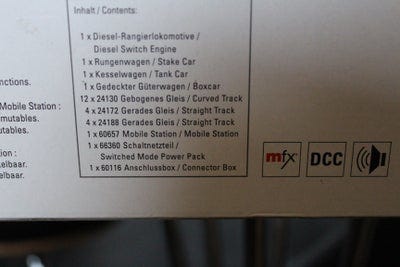 Inhalt / Contents:
1 x Diesel-Rangierlokomotive /
Diesel Switch Engine
1 x Rungenwagen / Stake Car
1 x Kesselwagen / Tank Car
1 x Gedeckter Güterwagen / Boxcar
12 x 24130 Gebogenes Gleis / Curved Track
4 x 24172 Gerades Gleis / Straight Track
4 x 24188 Gerades Gleis / Straight Track
1 x 60657 Mobile Station / Mobile Station
1 x 66360 Schaltnetzteil /
Switched Mode Power Pack
1 x 60116 Anschlussbox / Connector Box
nctions.
Mobile Station :
mmutables.
utables.
elbaar.
kelbaar.
mfx
DCC